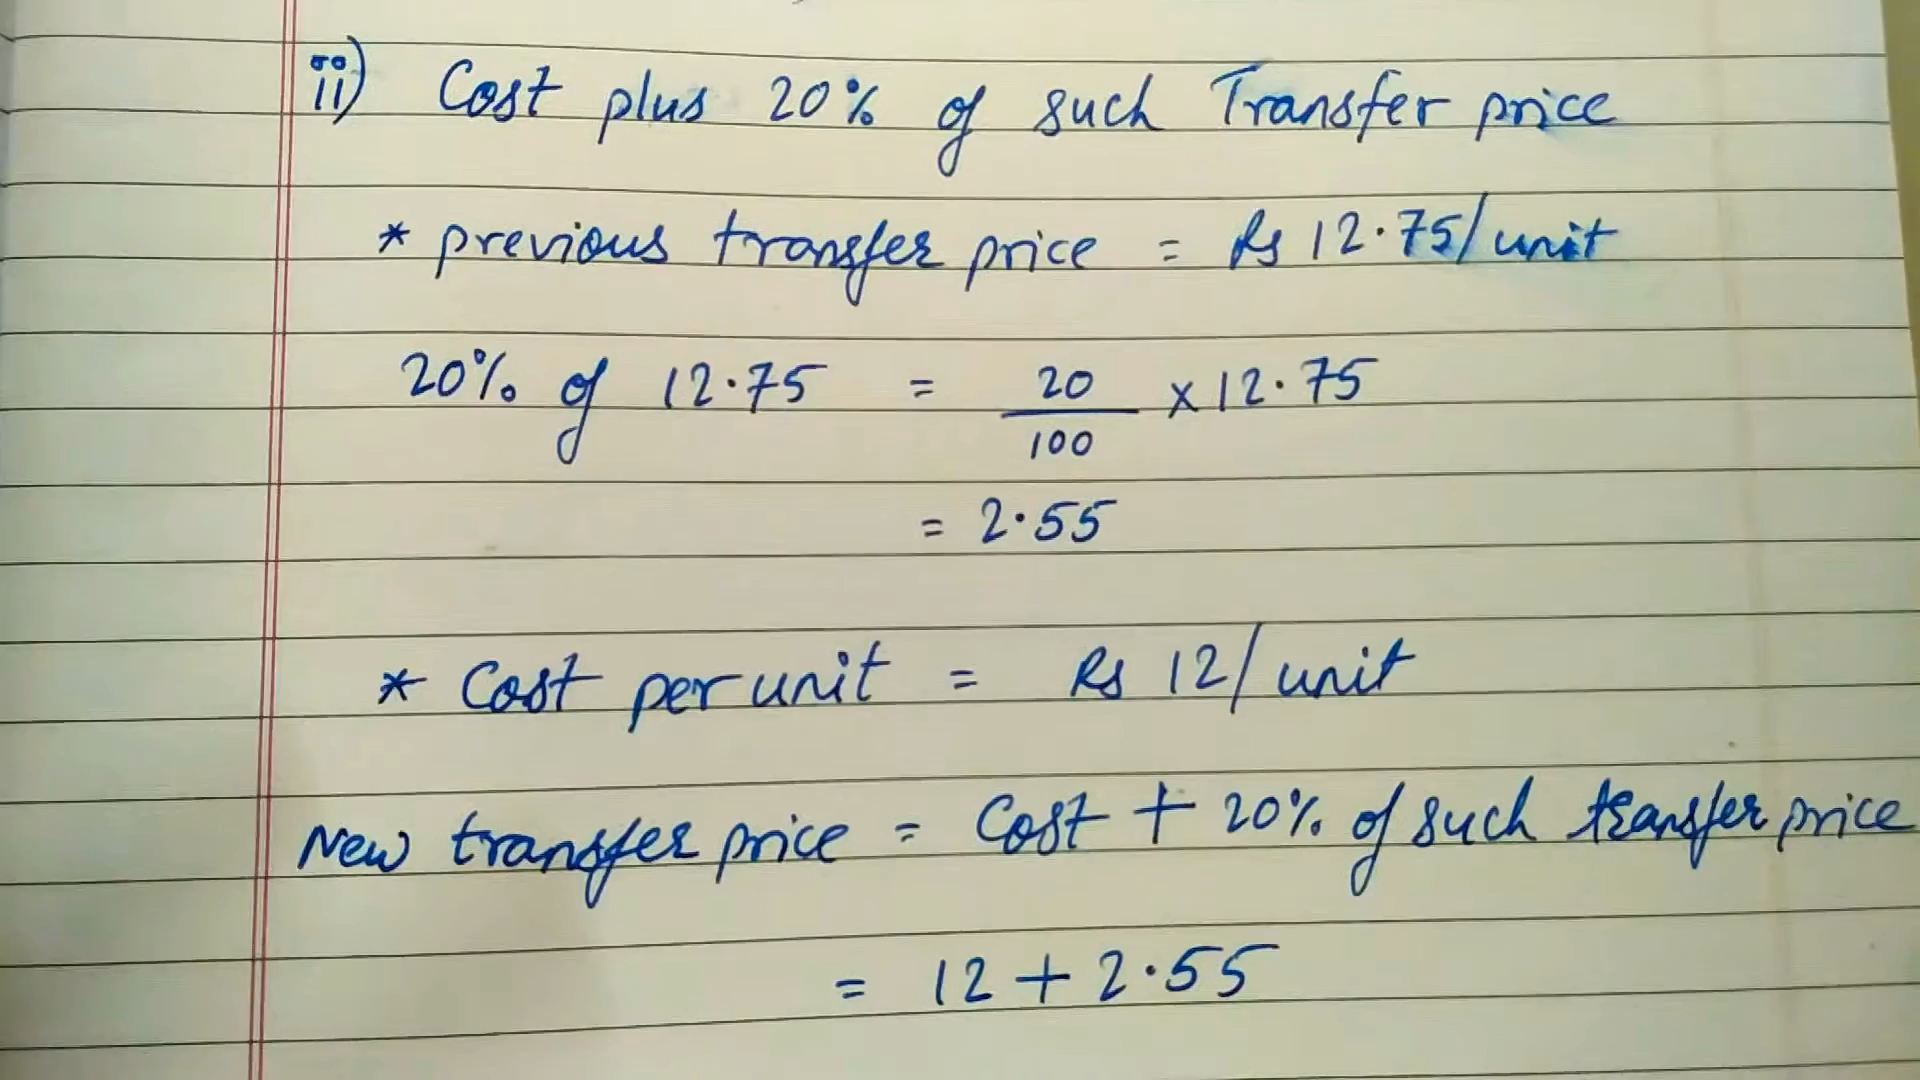 ii) Cost plus 20% of such Transfer price
* previous transfer price = Rs 12.75/unit
20% of 12.75 = 20/100 x 12.75
= 2.55
* Cost per unit = Rs 12/unit
New transfer price = Cost + 20% of such transfer price
= 12 + 2.55